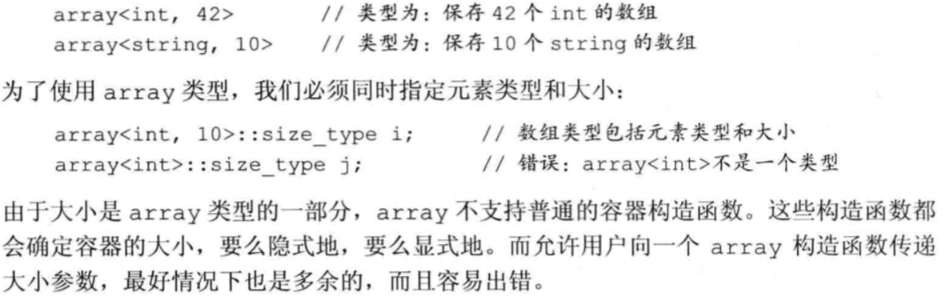 array<int, 42>        // 类型为：保存 42 个 int 的数组
array<string, 10>     // 类型为：保存 10 个 string 的数组
为了使用 array 类型，我们必须同时指定元素类型和大小：
array<int, 10>::size_type i;       // 数组类型包括元素类型和大小
array<int>::size_type j;           // 错误：array<int>不是一个类型
由于大小是 array 类型的一部分，array 不支持普通的容器构造函数。这些构造函数都
会确定容器的大小，要么隐式地，要么显式地。而允许用户向一个 array 构造函数传递
大小参数，最好情况下也是多余的，而且容易出错。